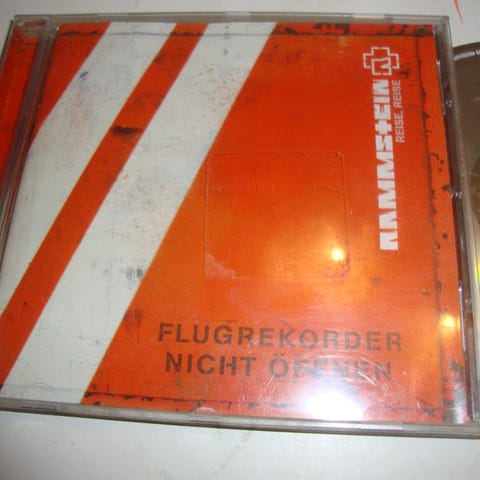 RAMMSTEIN
REISE, REISE
FLUGREKORDER
NICHT ÖFFNEN